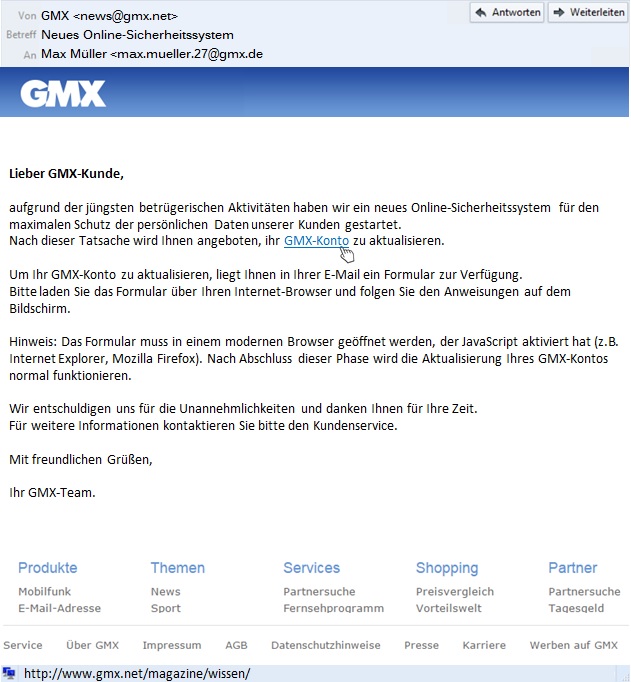 Von GMX <news@gmx.net> Antworten Weiterleiten
Betreff Neues Online-Sicherheitssystem
An Max Müller <max.mueller.27@gmx.de
GMX
Lieber GMX-Kunde,
aufgrund der jüngsten betrügerischen Aktivitäten haben wir ein neues Online-Sicherheitssystem für den
maximalen Schutz der persönlichen Daten unserer Kunden gestartet.
Nach dieser Tatsache wird Ihnen angeboten, ihr GMX-Konto zu aktualisieren.
Um Ihr GMX-Konto zu aktualisieren, liegt Ihnen in Ihrer E-Mail ein Formular zur Verfügung.
Bitte laden Sie das Formular über Ihren Internet-Browser und folgen Sie den Anweisungen auf dem
Bildschirm.
Hinweis: Das Formular muss in einem modernen Browser geöffnet werden, der JavaScript aktiviert hat (z.B.
Internet Explorer, Mozilla Firefox). Nach Abschluss dieser Phase wird die Aktualisierung Ihres GMX-Kontos
normal funktionieren.
Wir entschuldigen uns für die Unannehmlichkeiten und danken Ihnen für Ihre Zeit.
Für weitere Informationen kontaktieren Sie bitte den Kundenservice.
Mit freundlichen Grüßen,
Ihr GMX-Team.
Produkte Themen Services Shopping Partner
Mobilfunk News Partnersuche Preisvergleich Partnersuche
E-Mail-Adresse Sport Fernsehprogramm Vorteilswelt Tagesgeld
Service Über GMX Impressum AGB Datenschutzhinweise Presse Karriere Werben auf GMX
http://www.gmx.net/magazine/wissen/